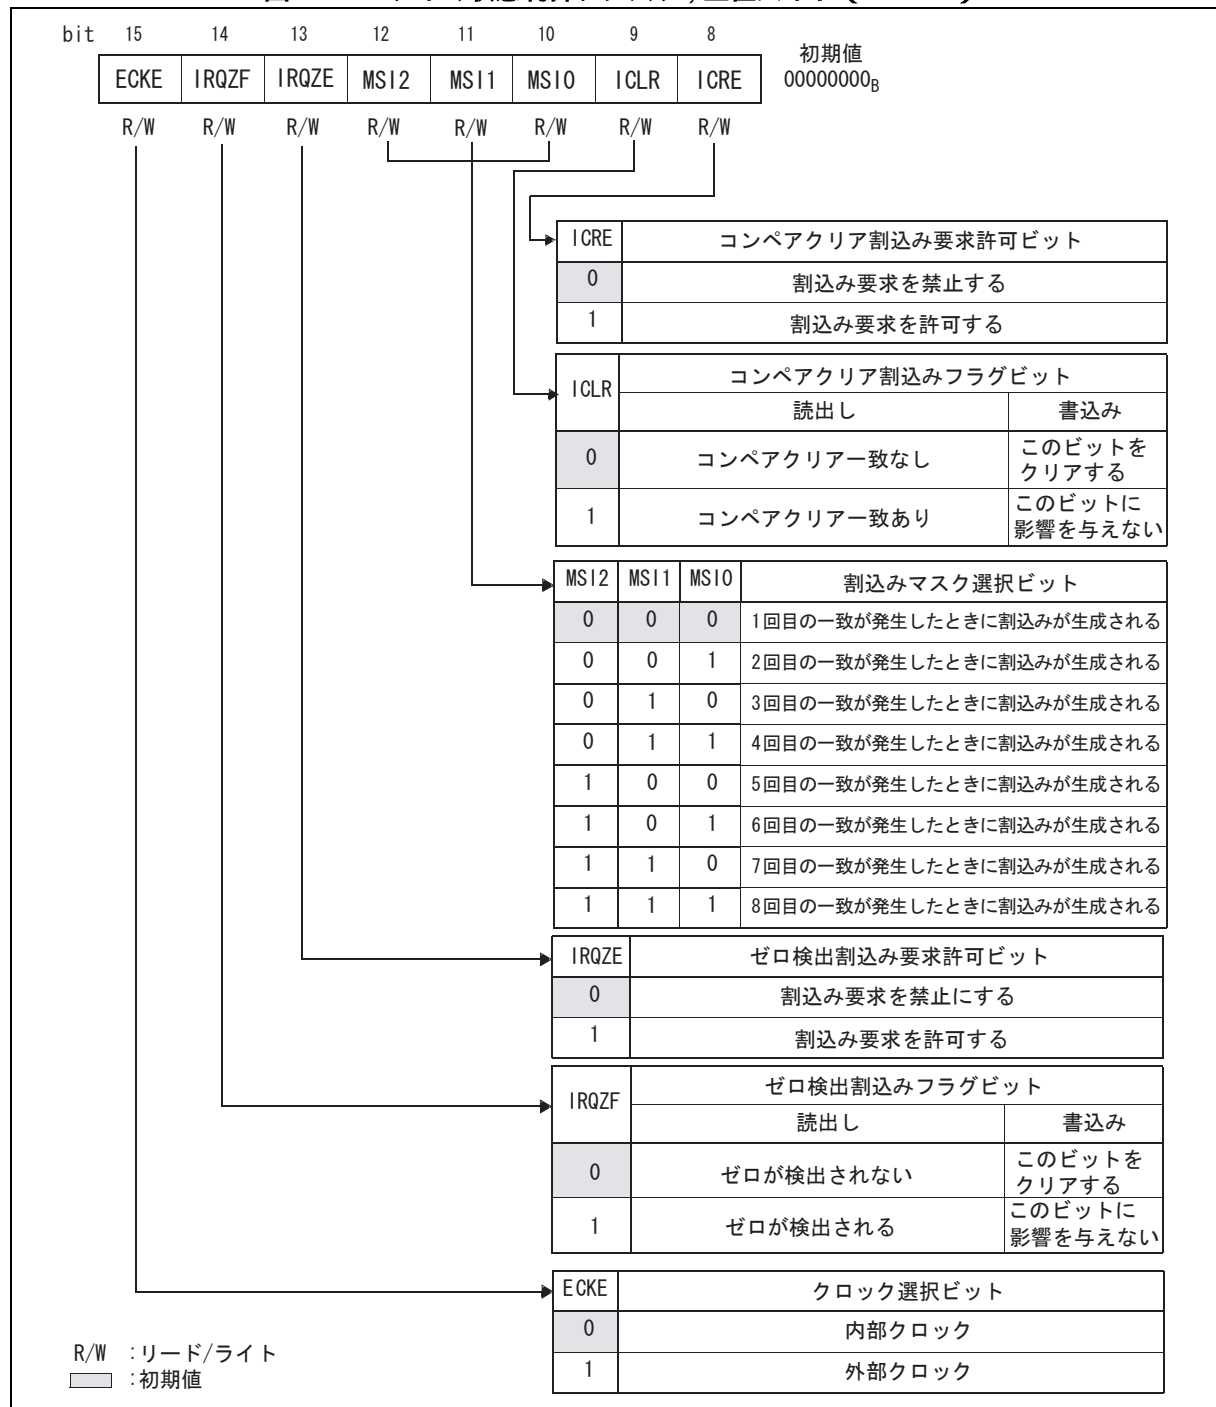 bit 15 14 13 12 11 10 9 8
初期値
ECKE IRQZF IRQZE MSI2 MSI1 MSI0 ICLR ICRE 00000000B
R/W R/W R/W R/W R/W R/W R/W R/W
ICRE コンペアクリア割込み要求許可ビット
0 割込み要求を禁止する
1 割込み要求を許可する
ICLR コンペアクリア割込みフラグビット
読出し 書込み
0 コンペアクリア一致なし このビットを
クリアする
1 コンペアクリア一致あり このビットに
影響を与えない
MSI2 MSI1 MSI0 割込みマスク選択ビット
0 0 0 1回目の一致が発生したときに割込みが生成される
0 0 1 2回目の一致が発生したときに割込みが生成される
0 1 0 3回目の一致が発生したときに割込みが生成される
0 1 1 4回目の一致が発生したときに割込みが生成される
1 0 0 5回目の一致が発生したときに割込みが生成される
1 0 1 6回目の一致が発生したときに割込みが生成される
1 1 0 7回目の一致が発生したときに割込みが生成される
1 1 1 8回目の一致が発生したときに割込みが生成される
IRQZE ゼロ検出割込み要求許可ビット
0 割込み要求を禁止にする
1 割込み要求を許可する
IRQZF ゼロ検出割込みフラグビット
読出し 書込み
0 ゼロが検出されない このビットを
クリアする
1 ゼロが検出される このビットに
影響を与えない
ECKE クロック選択ビット
0 内部クロック
1 外部クロック
R/W :リード/ライト
:初期値